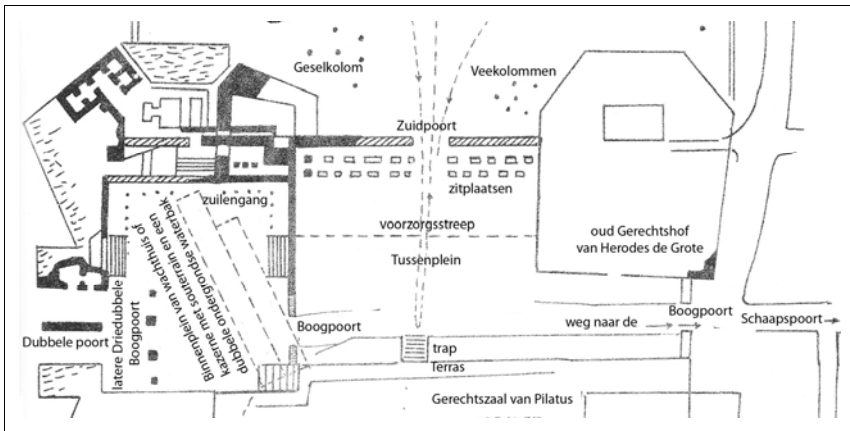 Geselkolom
Veekolommen
Zuidpoort
zitplaatsen
zuilengang
voorzorgsstreep
oud Gerechtshof
van Herodes de Grote
Tussenplein
Binnenplein van wachthuis of
kazerne met souterrain en een
dubbele ondergrondse waterbak
latere Driedubbele
Boogpoort
Dubbele poort
Boogpoort
weg naar de
Boogpoort
Schaapspoort
trap
Terras
Gerechtszaal van Pilatus